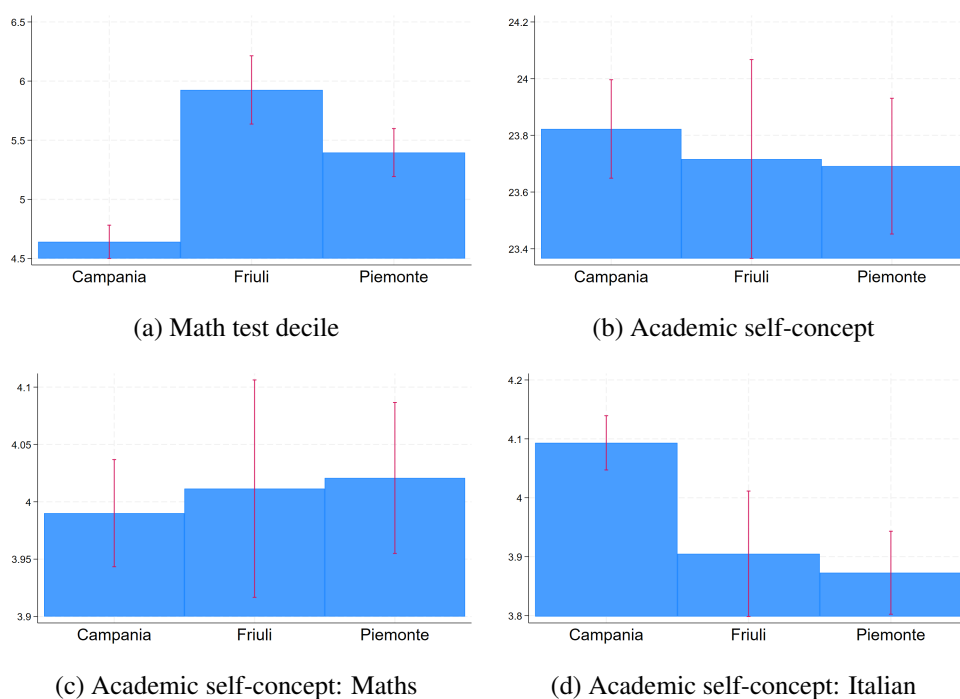 6.5
6
5.5
5
4.5
Campania Friuli Piemonte
(a) Math test decile
24.2
24
23.8
23.6
23.4
Campania Friuli Piemonte
(b) Academic self-concept
4.1
4.05
4
3.95
3.9
Campania Friuli Piemonte
(c) Academic self-concept: Maths
4.2
4.1
4
3.9
3.8
Campania Friuli Piemonte
(d) Academic self-concept: Italian